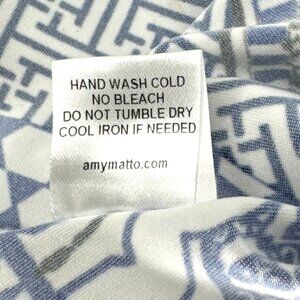 HAND WASH COLD
NO BLEACH
DO NOT TUMBLE DRY
COOL IRON IF NEEDED
amymatto.com